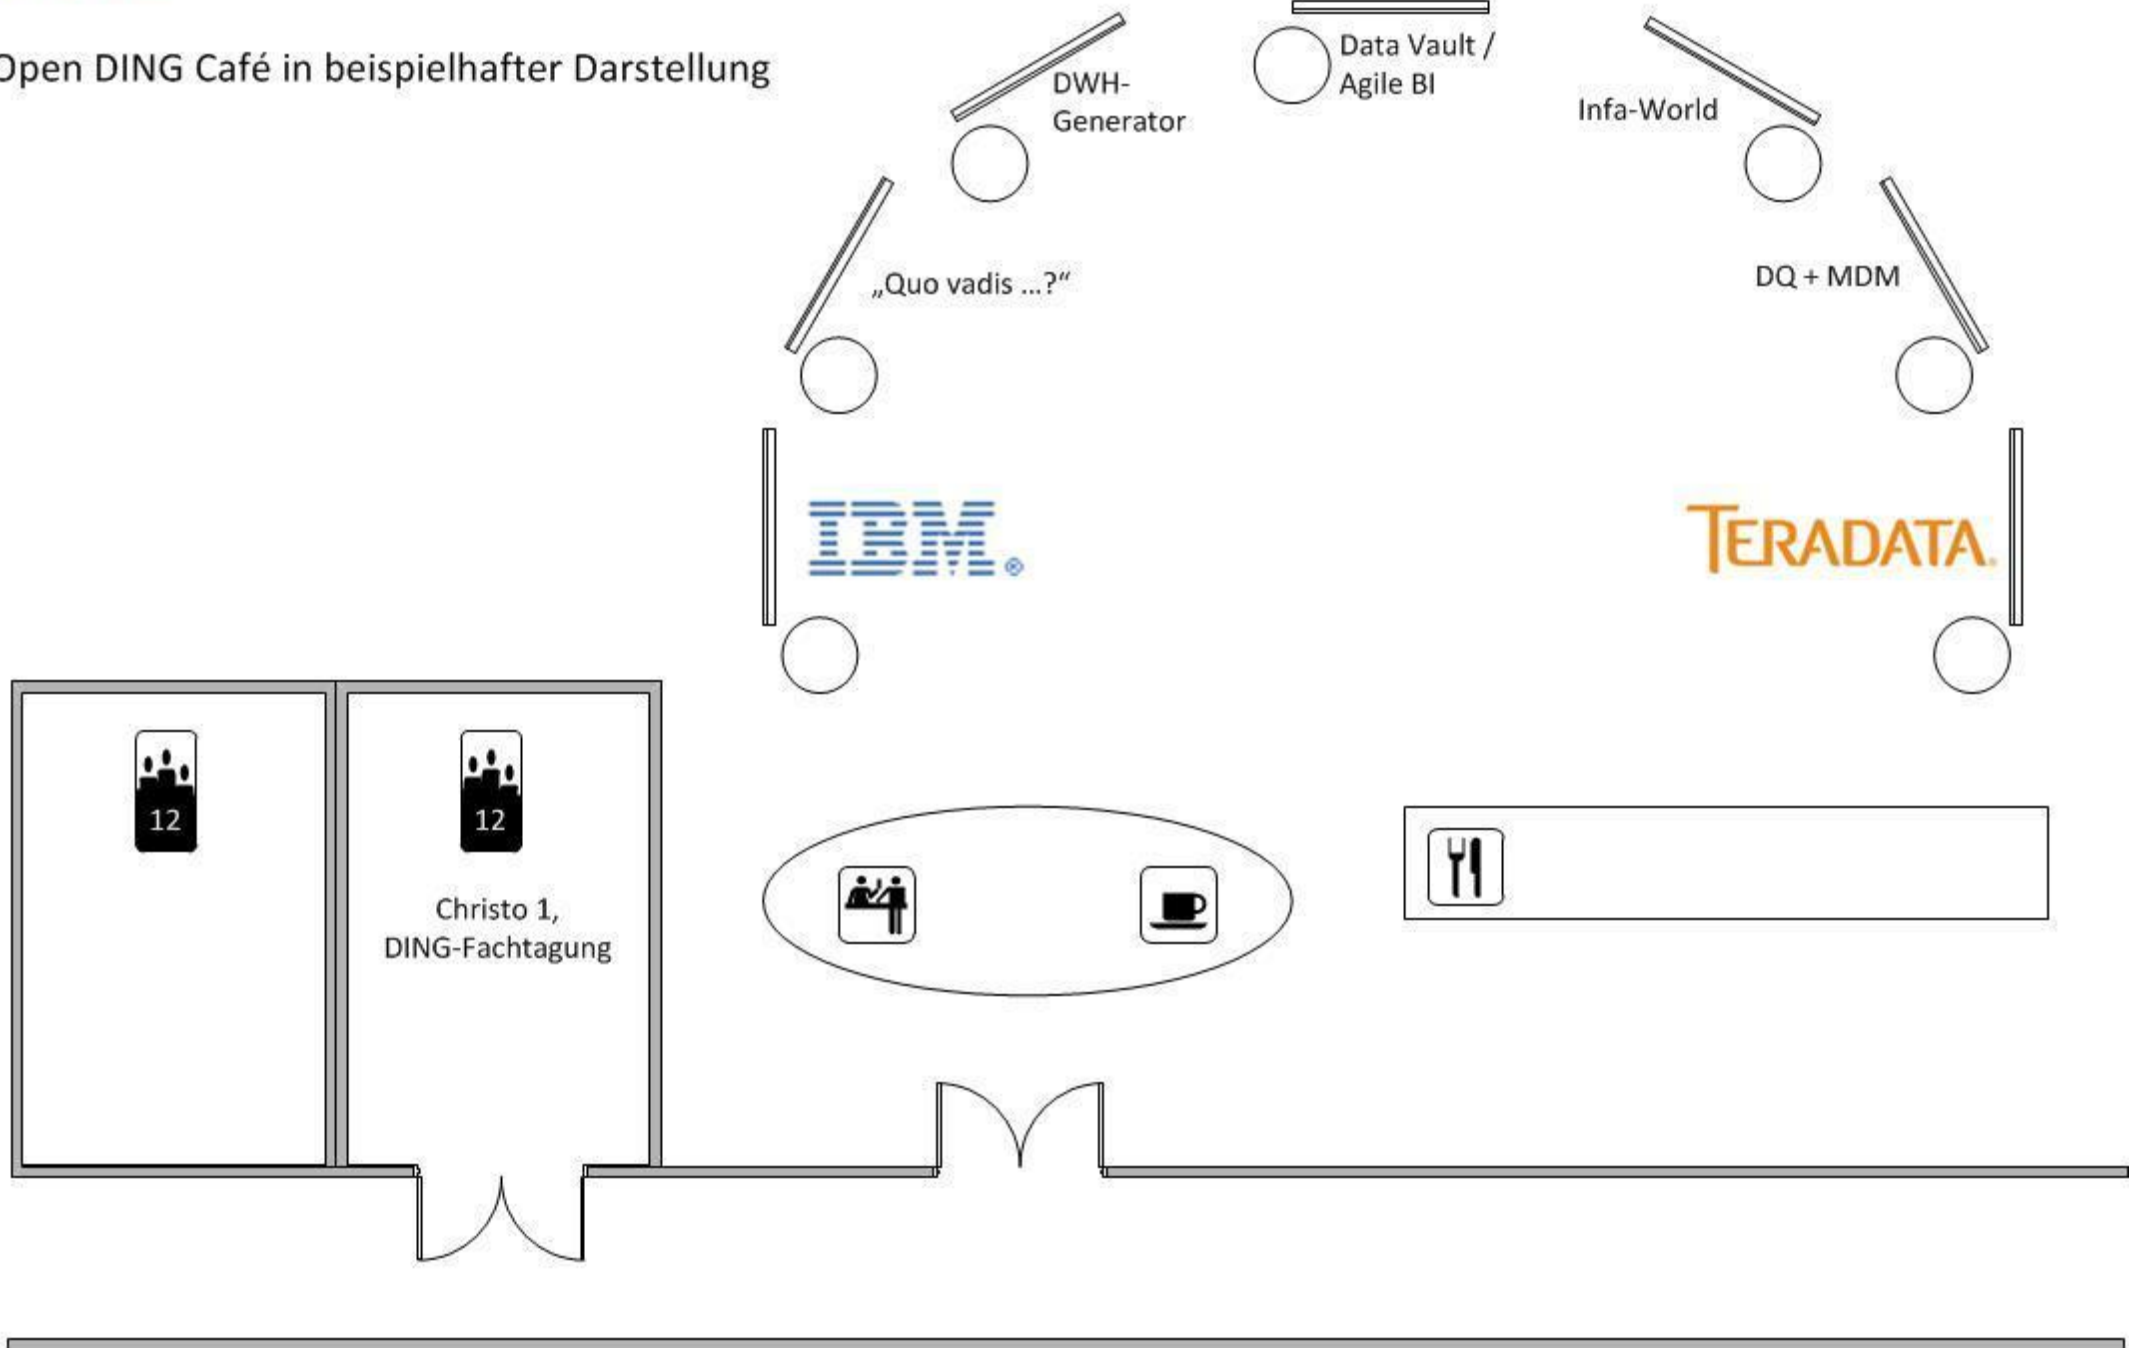 Open DING Café in beispielhafter Darstellung
Data Vault /
Agile BI
DWH-
Generator
Infa-World
„Quo vadis ...?“
DQ + MDM
IBM®
TERADATA.
12
12
Christo 1,
DING-Fachtagung